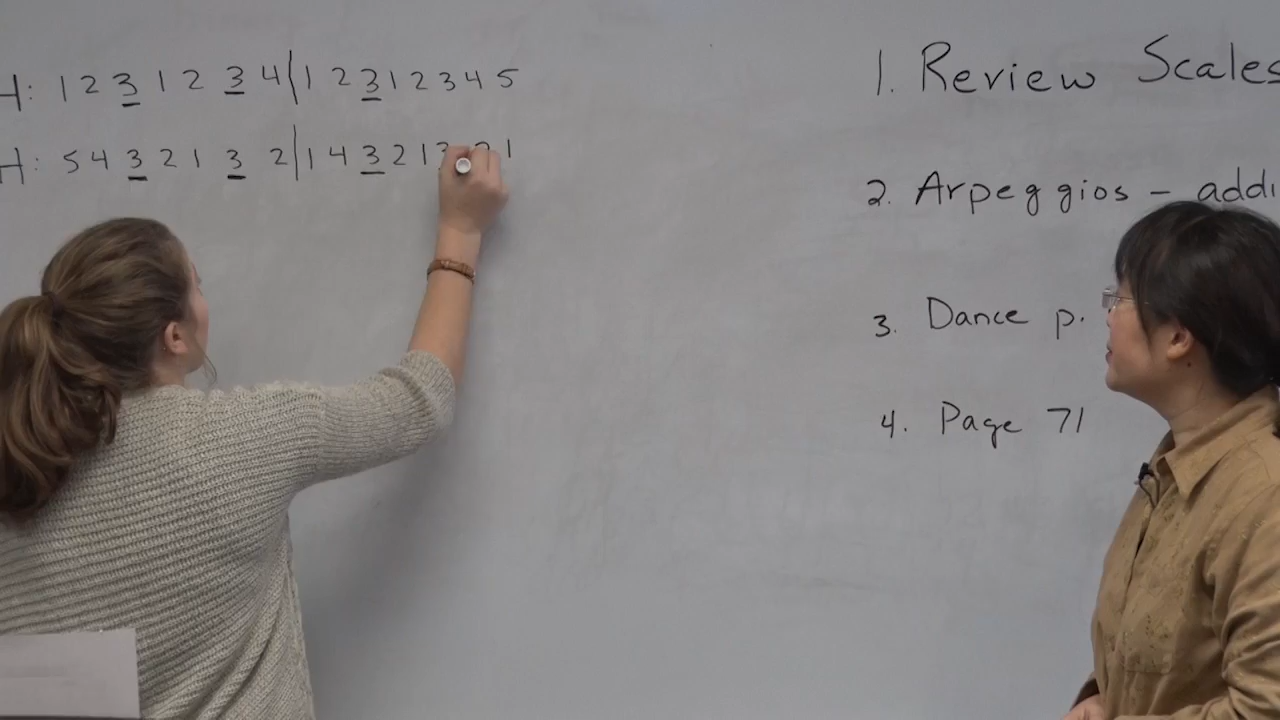 H: 1 2 3 1 2 3 4 | 1 2 3 1 2 3 4 5
H: 5 4 3 2 1 3 2 | 1 4 3 2 1 3 2 1
1. Review Scales
2. Arpeggios -
3. Dance p.
4. Page 71